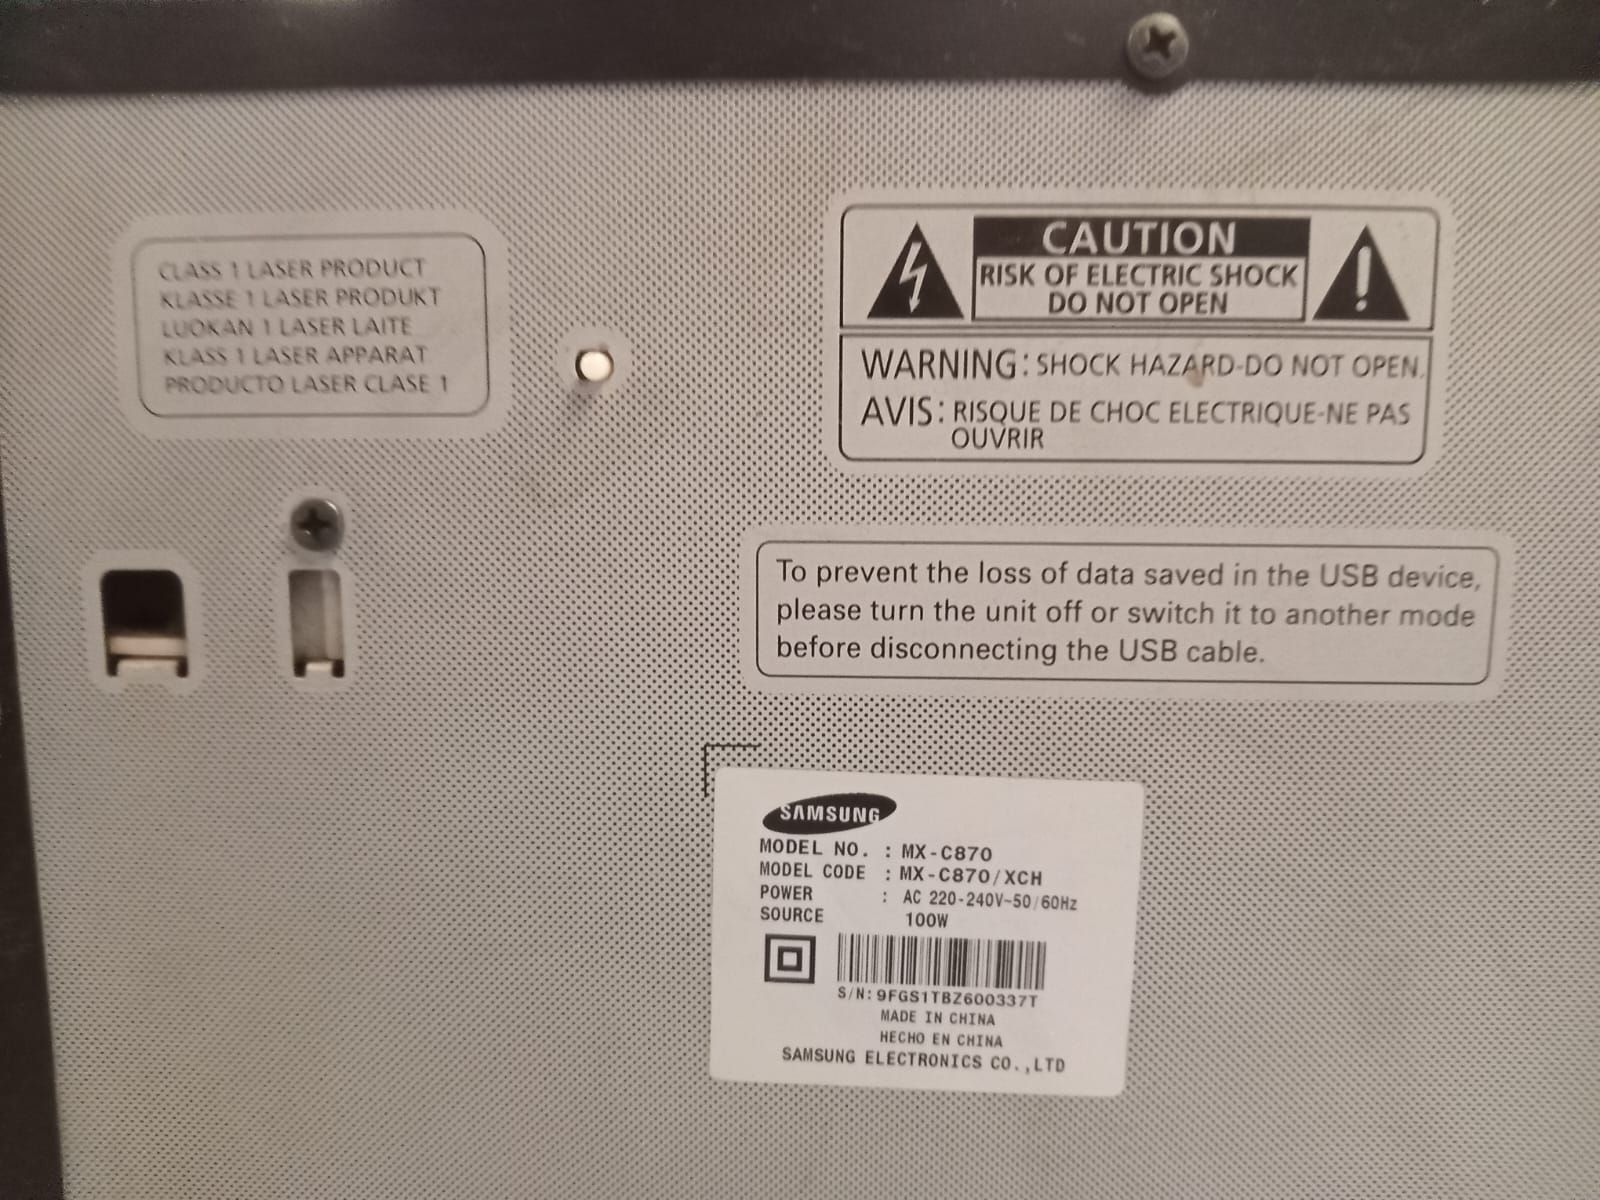 CLASS 1 LASER PRODUCT
KLASSE 1 LASER PRODUKT
LUOKAN 1 LASER LAITE
KLASS 1 LASER APPARAT
PRODUCTO LASER CLASE 1
CAUTION
RISK OF ELECTRIC SHOCK
DO NOT OPEN
WARNING: SHOCK HAZARD-DO NOT OPEN.
AVIS: RISQUE DE CHOC ELECTRIQUE-NE PAS
OUVRIR
To prevent the loss of data saved in the USB device,
please turn the unit off or switch it to another mode
before disconnecting the USB cable.
SAMSUNG
MODEL NO. : MX-C870
MODEL CODE : MX-C870/XCH
POWER : AC 220-240V~50/60Hz
SOURCE 100W
S/N: 9FGS1TBZ600337T
MADE IN CHINA
HECHO EN CHINA
SAMSUNG ELECTRONICS CO.,LTD